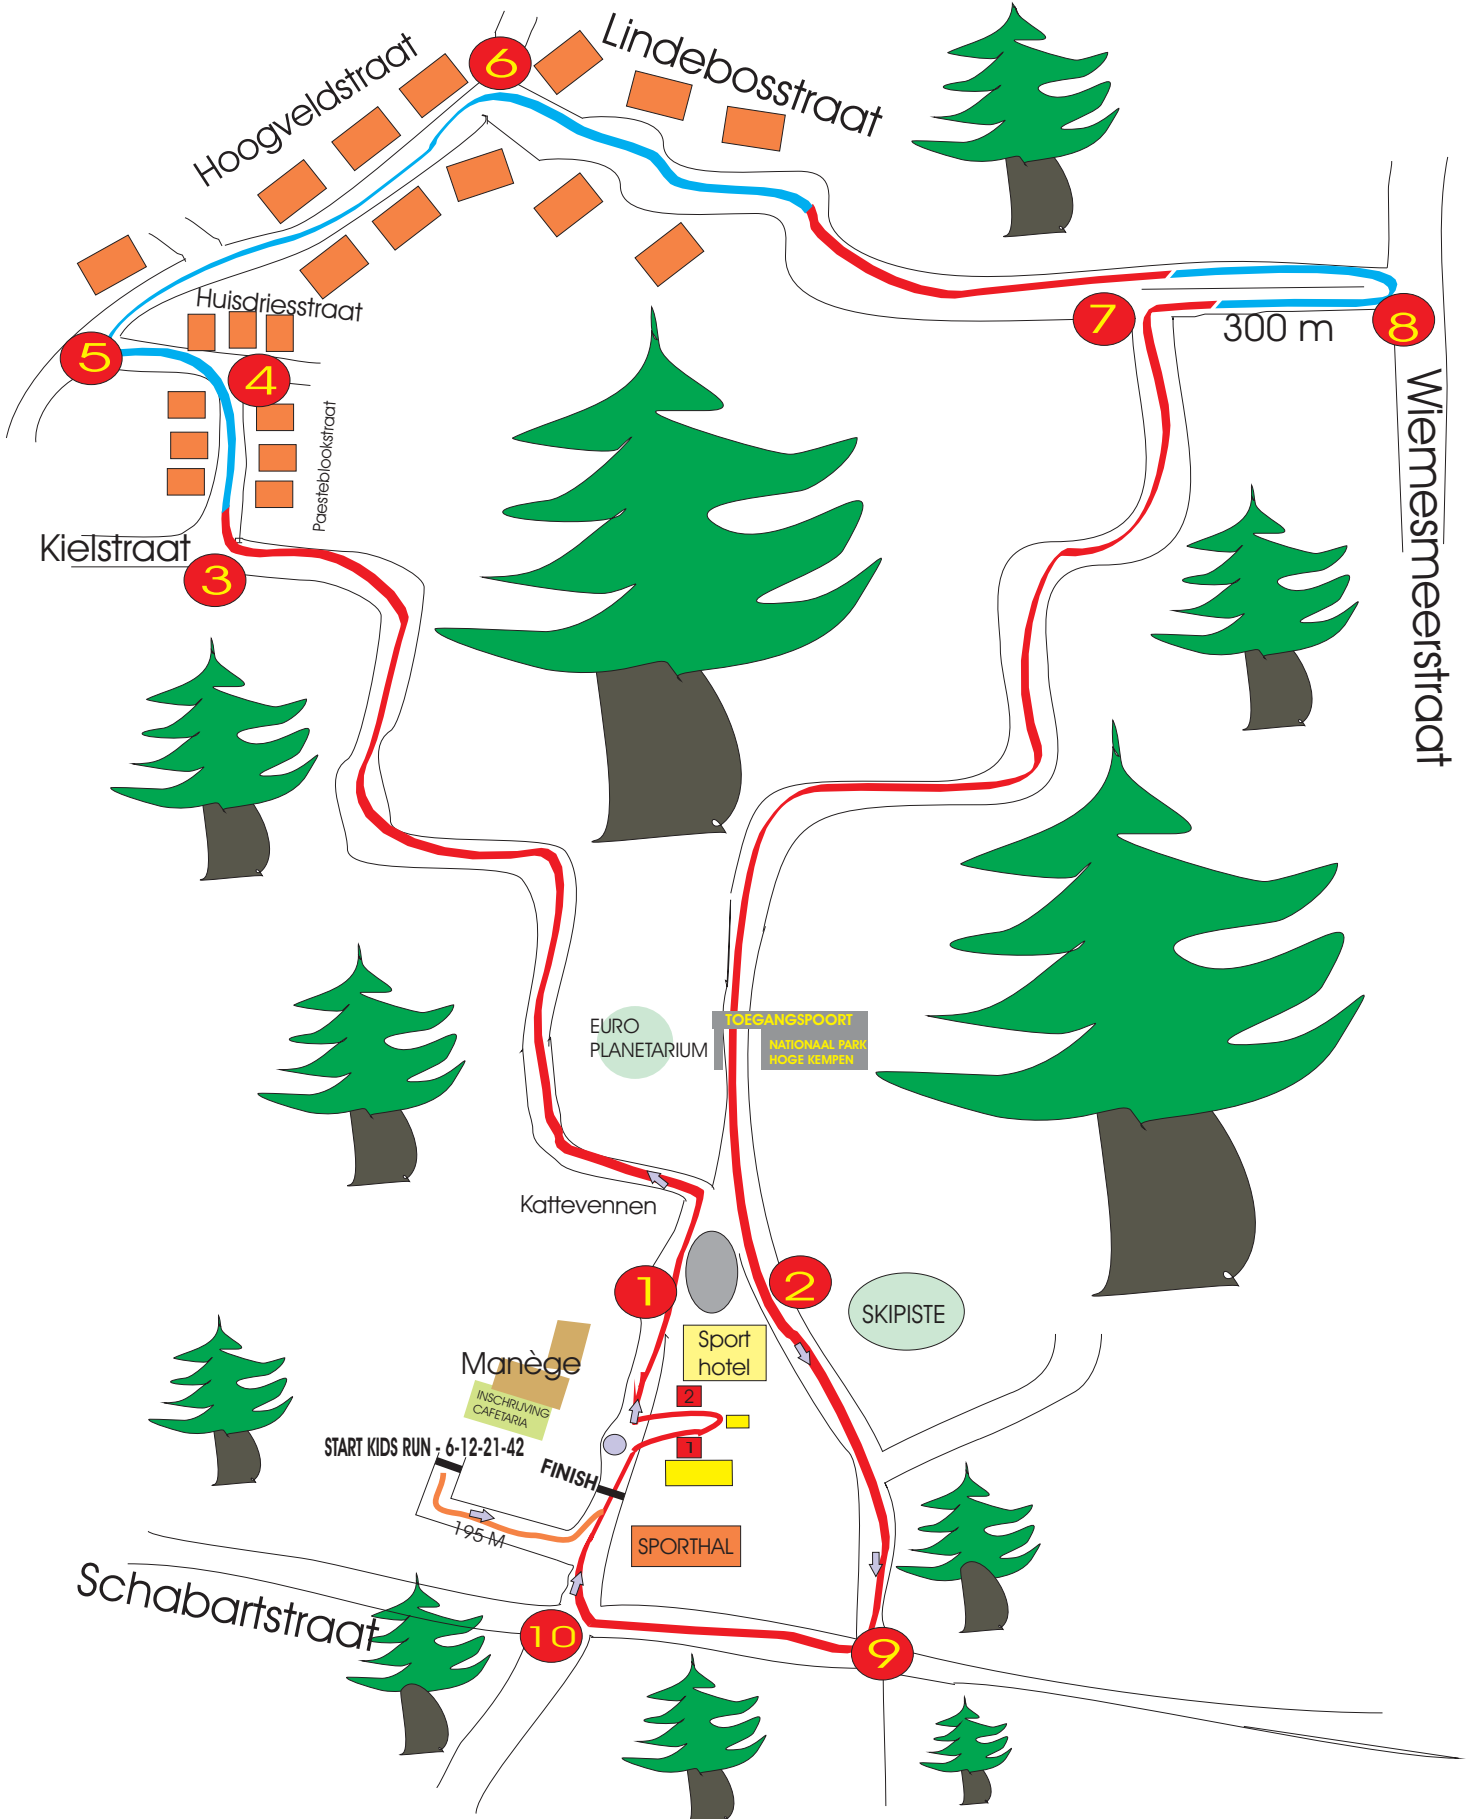 6
Lindebosstraat
Hoogveldstraat
Huisdriesstraat
7
300 m
8
5
4
Wiemesmeerstraat
Paesteblookstraat
Kielstraat
3
TOEGANGSPOORT
EURO
PLANETARIUM
NATIONAAL PARK
HOGE KEMPEN
Kattevennen
1
2
SKIPISTE
Sport
hotel
Manège
2
INSCHRIJVING
CAFETARIA
START KIDS RUN - 6-12-21-42
1
FINISH
195 M
SPORTHAL
Schabartstraat
10
9